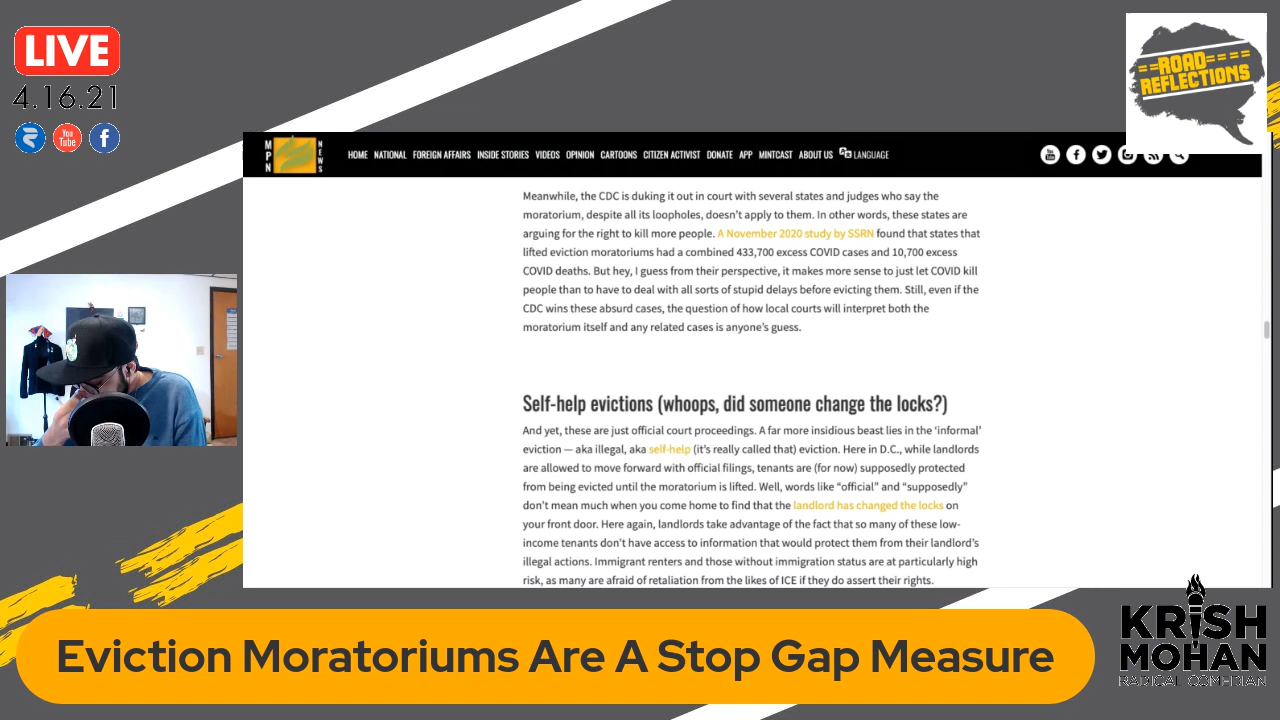 LIVE
4.16.21
You
Tube
==ROAD====
REFLECTIONS
MPN
NEWS
HOME NATIONAL FOREIGN AFFAIRS INSIDE STORIES VIDEOS OPINION CARTOONS CITIZEN ACTIVIST DONATE APP MINTCAST ABOUT US LANGUAGE
Meanwhile, the CDC is duking it out in court with several states and judges who say the
moratorium, despite all its loopholes, doesn't apply to them. In other words, these states are
arguing for the right to kill more people. A November 2020 study by SSRN found that states that
lifted eviction moratoriums had a combined 433,700 excess COVID cases and 10,700 excess
COVID deaths. But hey, I guess from their perspective, it makes more sense to just let COVID kill
people than to have to deal with all sorts of stupid delays before evicting them. Still, even if the
CDC wins these absurd cases, the question of how local courts will interpret both the
moratorium itself and any related cases is anyone's guess.
Self-help evictions (whoops, did someone change the locks?)
And yet, these are just official court proceedings. A far more insidious beast lies in the 'informal'
eviction — aka illegal, aka self-help (it's really called that) eviction. Here in D.C., while landlords
are allowed to move forward with official filings, tenants are (for now) supposedly protected
from being evicted until the moratorium is lifted. Well, words like "official" and "supposedly"
don't mean much when you come home to find that the landlord has changed the locks on
your front door. Here again, landlords take advantage of the fact that so many of these low-
income tenants don't have access to information that would protect them from their landlord's
illegal actions. Immigrant renters and those without immigration status are at particularly high
risk, as many are afraid of retaliation from the likes of ICE if they do assert their rights.
Eviction Moratoriums Are A Stop Gap Measure
KRISH
MOHAN
RADICAL COMEDIAN